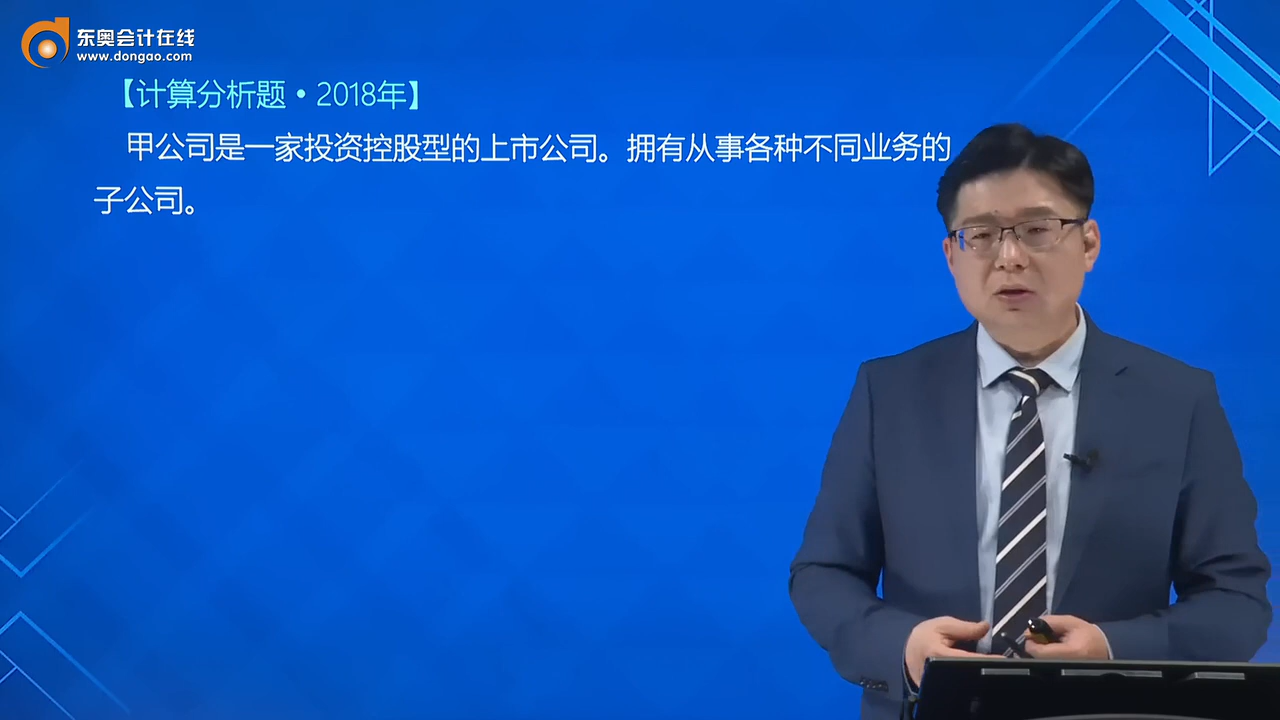 东奥会计在线
www.dongao.com
【计算分析题•2018年】
甲公司是一家投资控股型的上市公司。拥有从事各种不同业务的
子公司。